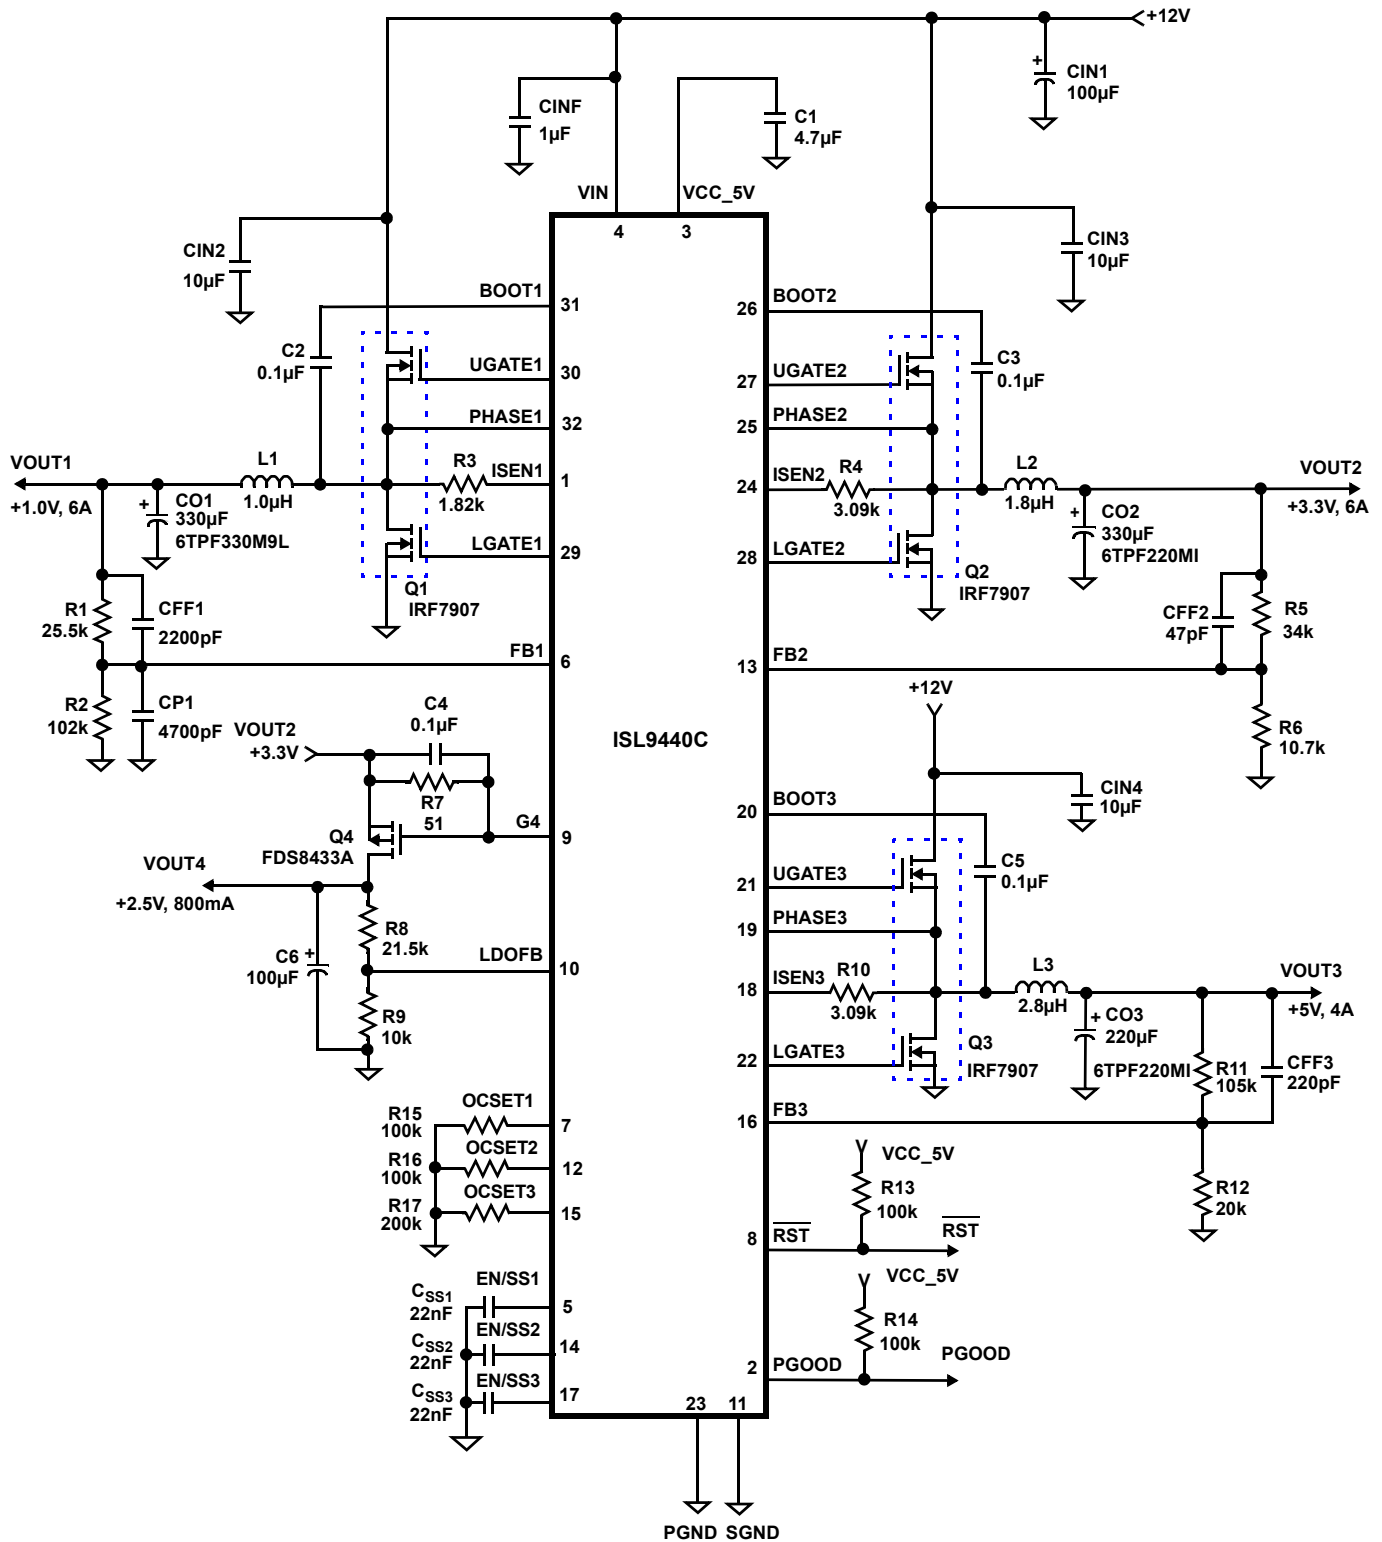 +12V
CIN1
100µF
CINF
1µF
C1
4.7µF
VIN
VCC_5V
4
3
CIN2
10µF
CIN3
10µF
BOOT1
31
26
BOOT2
C2
0.1µF
C3
0.1µF
UGATE1
30
27
UGATE2
PHASE1
32
25
PHASE2
VOUT1
+1.0V, 6A
L1
1.0µH
R3
1.82k
ISEN1
1
24
ISEN2
R4
3.09k
L2
1.8µH
VOUT2
+3.3V, 6A
CO1
330µF
6TPF330M9L
CO2
330µF
6TPF220MI
LGATE1
29
28
LGATE2
Q1
IRF7907
Q2
IRF7907
R1
25.5k
CFF1
2200pF
CFF2
47pF
R5
34k
FB1
6
13
FB2
R2
102k
CP1
4700pF
+12V
R6
10.7k
VOUT2
+3.3V
C4
0.1µF
ISL9440C
R7
51
CIN4
10µF
Q4
FDS8433A
G4
9
20
BOOT3
VOUT4
+2.5V, 800mA
C5
0.1µF
21
UGATE3
R8
21.5k
19
PHASE3
C6
+
100µF
LDOFB
10
18
ISEN3
R10
3.09k
L3
2.8µH
VOUT3
+5V, 4A
R9
10k
CO3
220µF
6TPF220MI
22
LGATE3
Q3
IRF7907
R11
105k
CFF3
220pF
R15
100k
OCSET1
7
16
FB3
R16
100k
OCSET2
12
R17
200k
OCSET3
15
VCC_5V
R13
100k
R12
20k
8
RST
RST
CSS1
22nF
EN/SS1
5
VCC_5V
CSS2
22nF
EN/SS2
14
R14
100k
2
PGOOD
PGOOD
CSS3
22nF
EN/SS3
17
23
11
PGND
SGND